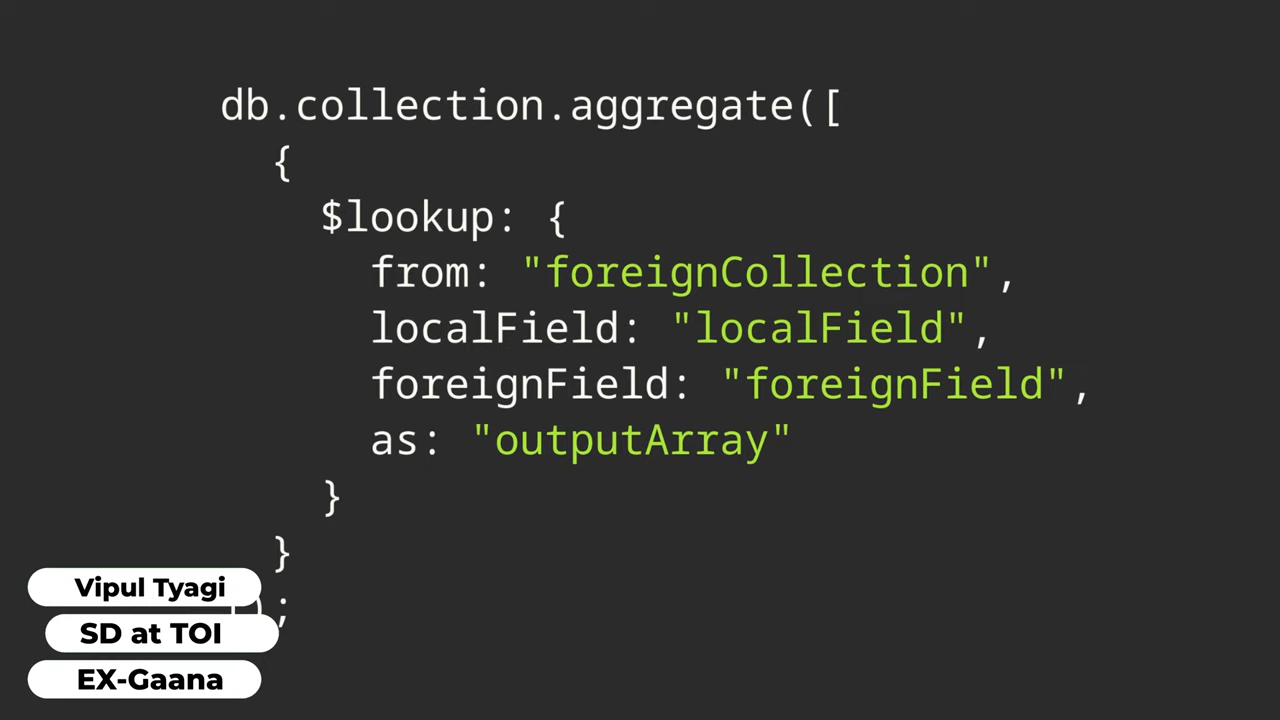 db.collection.aggregate([
{
$lookup: {
from: "foreignCollection",
localField: "localField",
foreignField: "foreignField",
as: "outputArray"
}
}
);
Vipul Tyagi
SD at TOI
EX-Gaana